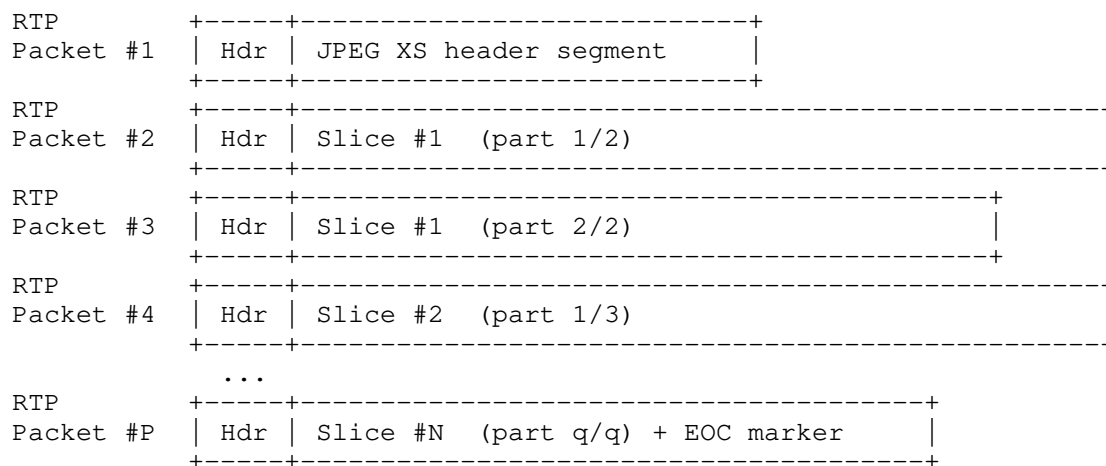 RTP
Packet #1 | Hdr | JPEG XS header segment |
RTP
Packet #2 | Hdr | Slice #1 (part 1/2)
RTP
Packet #3 | Hdr | Slice #1 (part 2/2) |
RTP
Packet #4 | Hdr | Slice #2 (part 1/3)
...
RTP
Packet #P | Hdr | Slice #N (part q/q) + EOC marker |